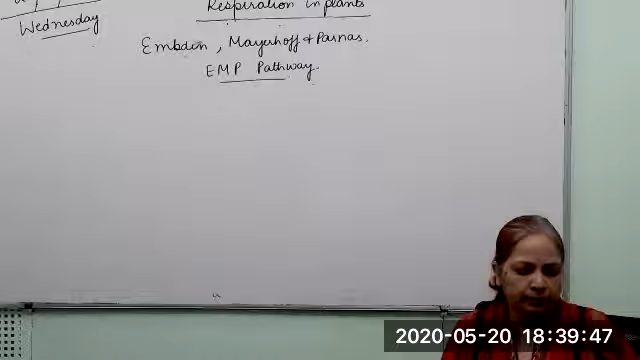 Respiration in plants
Wednesday
Embden, Mayerhoff & Parnas.
EMP Pathway.
2020-05-20 18:39:47